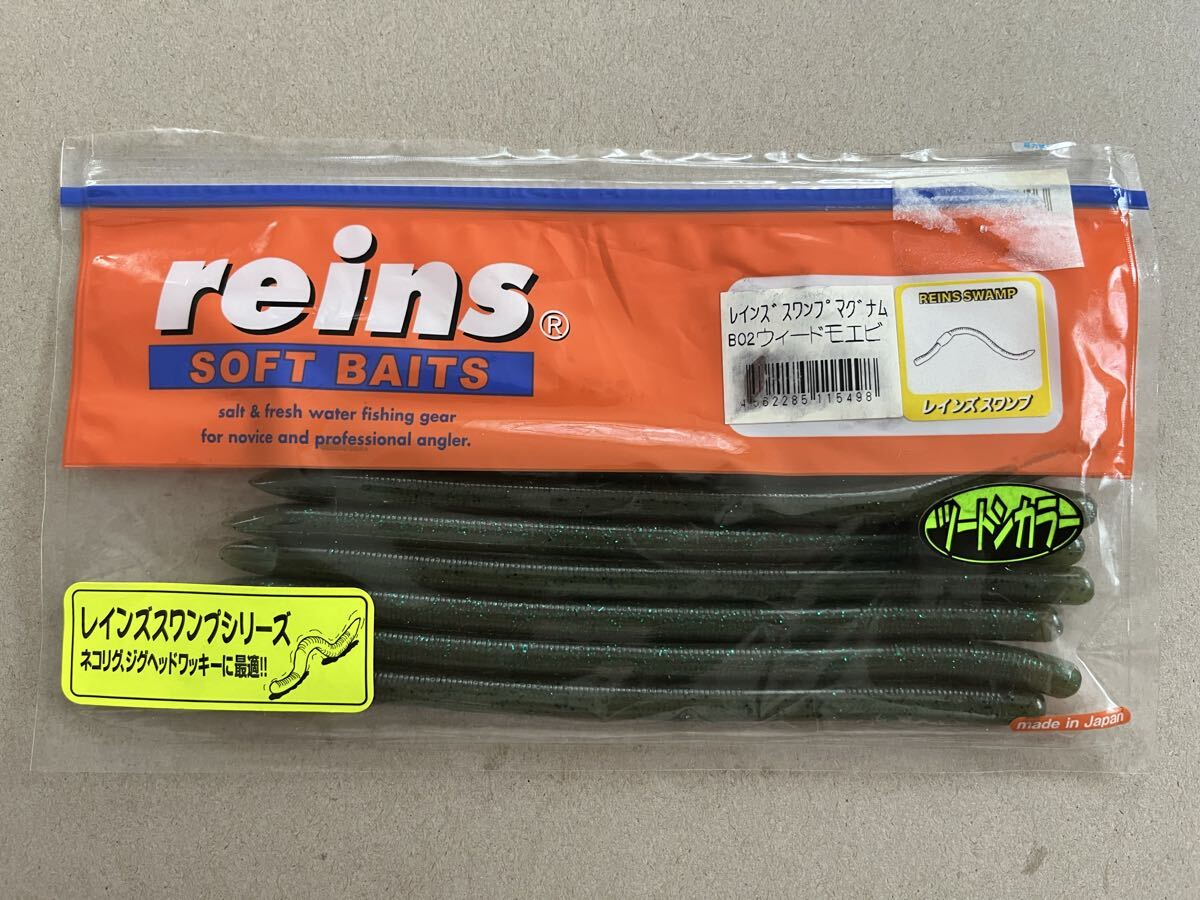 reins®
SOFT BAITS
salt & fresh water fishing gear
for novice and professional angler.
ﾚｲﾝｽﾞｽﾜﾝﾌﾟﾏｸﾞﾅﾑ
B02ウィードモエビ
4562285115498
REINS SWAMP
レインズスワンプ
ツートンカラー
レインズスワンプシリーズ
ネコリグ、ジグヘッドワッキーに最適!!
made in Japan